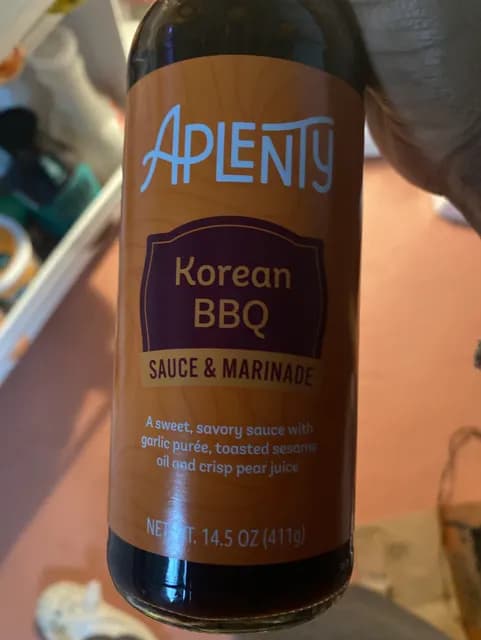 APLENTY
Korean
BBQ
SAUCE & MARINADE
A sweet, savory sauce with
garlic purée, toasted sesame
oil and crisp pear juice
NET WT. 14.5 OZ (411g)